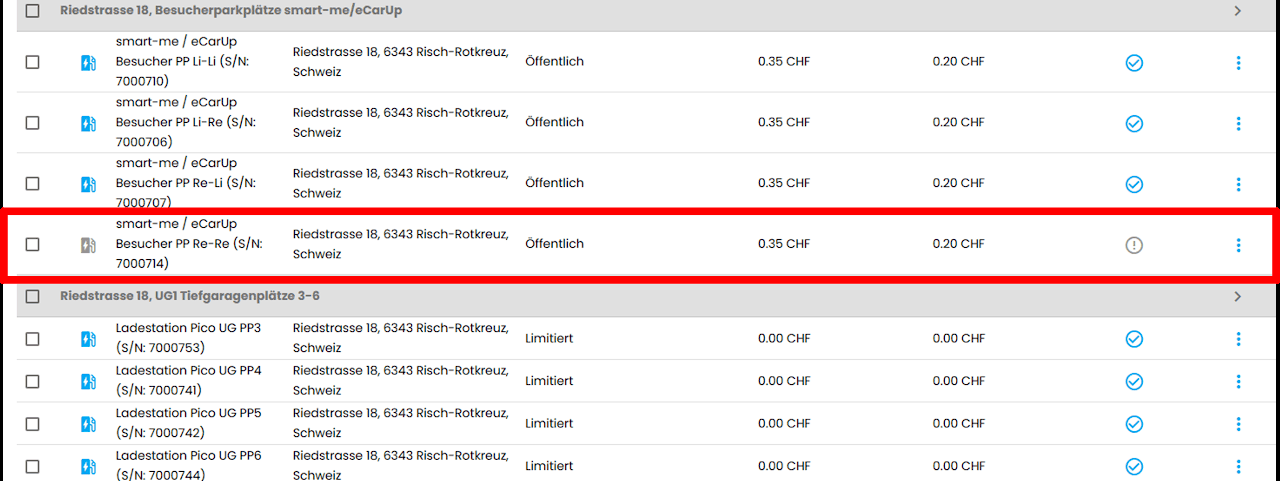 Riedstrasse 18, Besucherparkplätze smart-me/eCarUp
smart-me / eCarUp
Besucher PP Li-Li (S/N:
7000710)
Riedstrasse 18, 6343 Risch-Rotkreuz,
Schweiz
Öffentlich
0.35 CHF
0.20 CHF
smart-me / eCarUp
Besucher PP Li-Re (S/N:
7000706)
Riedstrasse 18, 6343 Risch-Rotkreuz,
Schweiz
Öffentlich
0.35 CHF
0.20 CHF
smart-me / eCarUp
Besucher PP Re-Li (S/N:
7000707)
Riedstrasse 18, 6343 Risch-Rotkreuz,
Schweiz
Öffentlich
0.35 CHF
0.20 CHF
smart-me / eCarUp
Besucher PP Re-Re (S/N:
7000714)
Riedstrasse 18, 6343 Risch-Rotkreuz,
Schweiz
Öffentlich
0.35 CHF
0.20 CHF
Riedstrasse 18, UG1 Tiefgaragenplätze 3-6
Ladestation Pico UG PP3
(S/N: 7000753)
Riedstrasse 18, 6343 Risch-Rotkreuz,
Schweiz
Limitiert
0.00 CHF
0.00 CHF
Ladestation Pico UG PP4
(S/N: 7000741)
Riedstrasse 18, 6343 Risch-Rotkreuz,
Schweiz
Limitiert
0.00 CHF
0.00 CHF
Ladestation Pico UG PP5
(S/N: 7000742)
Riedstrasse 18, 6343 Risch-Rotkreuz,
Schweiz
Limitiert
0.00 CHF
0.00 CHF
Ladestation Pico UG PP6
(S/N: 7000744)
Riedstrasse 18, 6343 Risch-Rotkreuz,
Schweiz
Limitiert
0.00 CHF
0.00 CHF